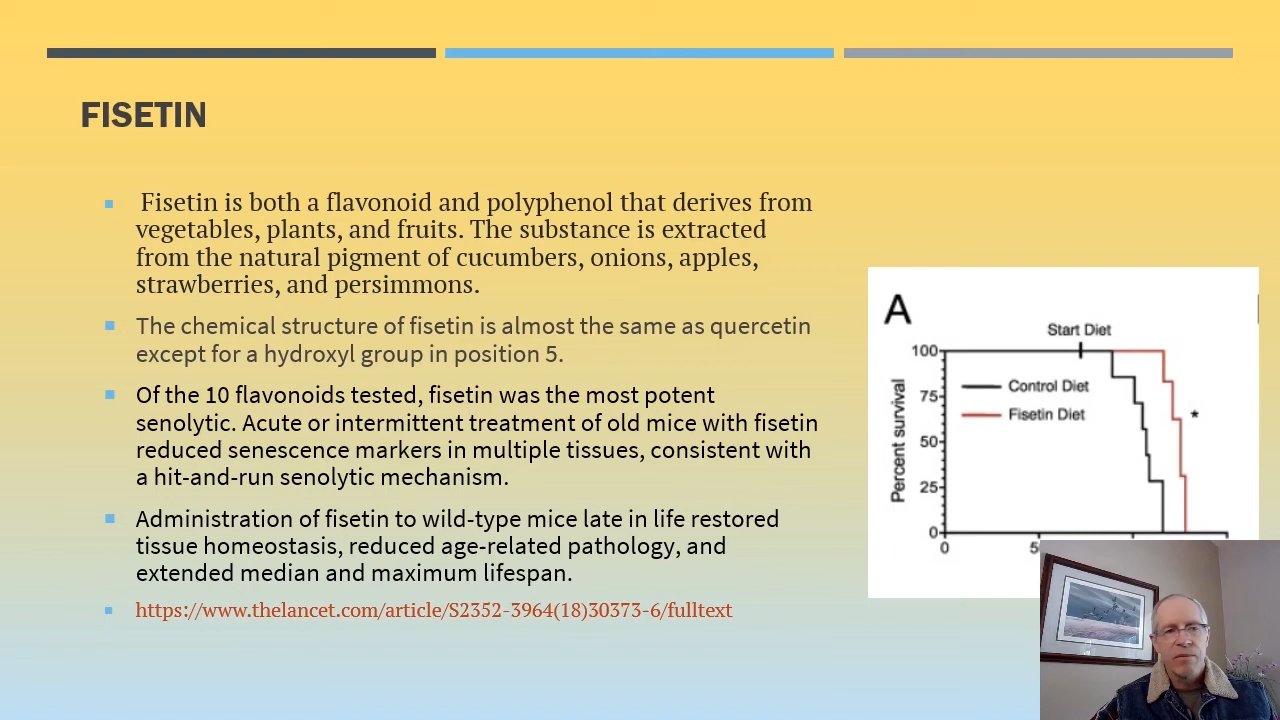 FISETIN
Fisetin is both a flavonoid and polyphenol that derives from
vegetables, plants, and fruits. The substance is extracted
from the natural pigment of cucumbers, onions, apples,
strawberries, and persimmons.
The chemical structure of fisetin is almost the same as quercetin
except for a hydroxyl group in position 5.
Of the 10 flavonoids tested, fisetin was the most potent
senolytic. Acute or intermittent treatment of old mice with fisetin
reduced senescence markers in multiple tissues, consistent with
a hit-and-run senolytic mechanism.
Administration of fisetin to wild-type mice late in life restored
tissue homeostasis, reduced age-related pathology, and
extended median and maximum lifespan.
https://www.thelancet.com/article/S2352-3964(18)30373-6/fulltext
A
Start Diet
100
75
50
25
0
Percent survival
Control Diet
Fisetin Diet
*
0